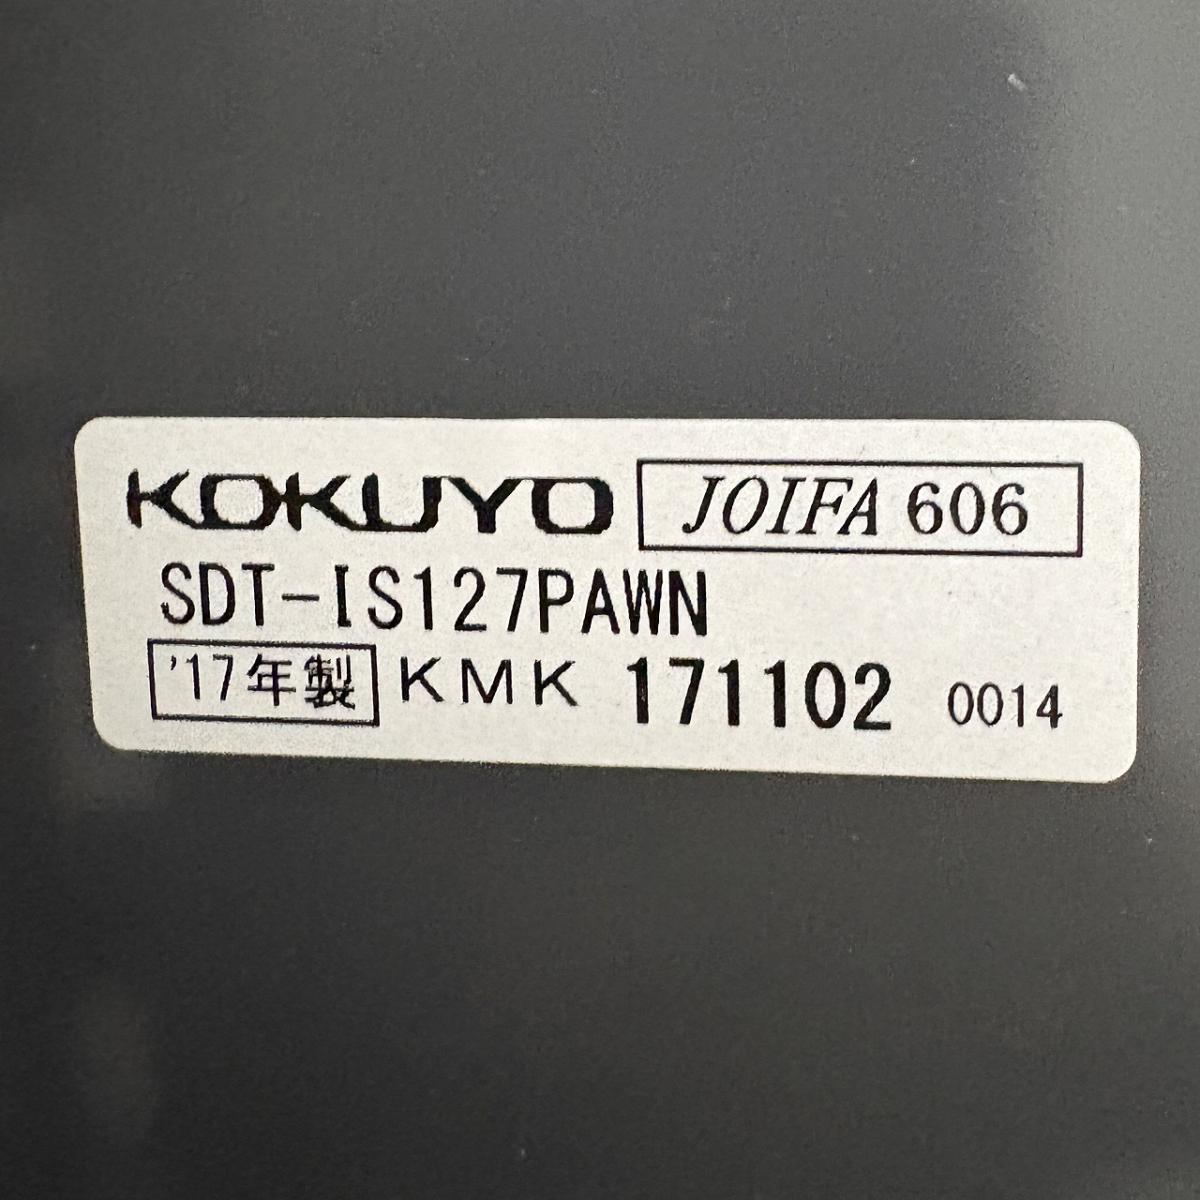 KOKUYO JOIFA 606
SDT-IS127PAWN
'17年製 KMK 171102 0014